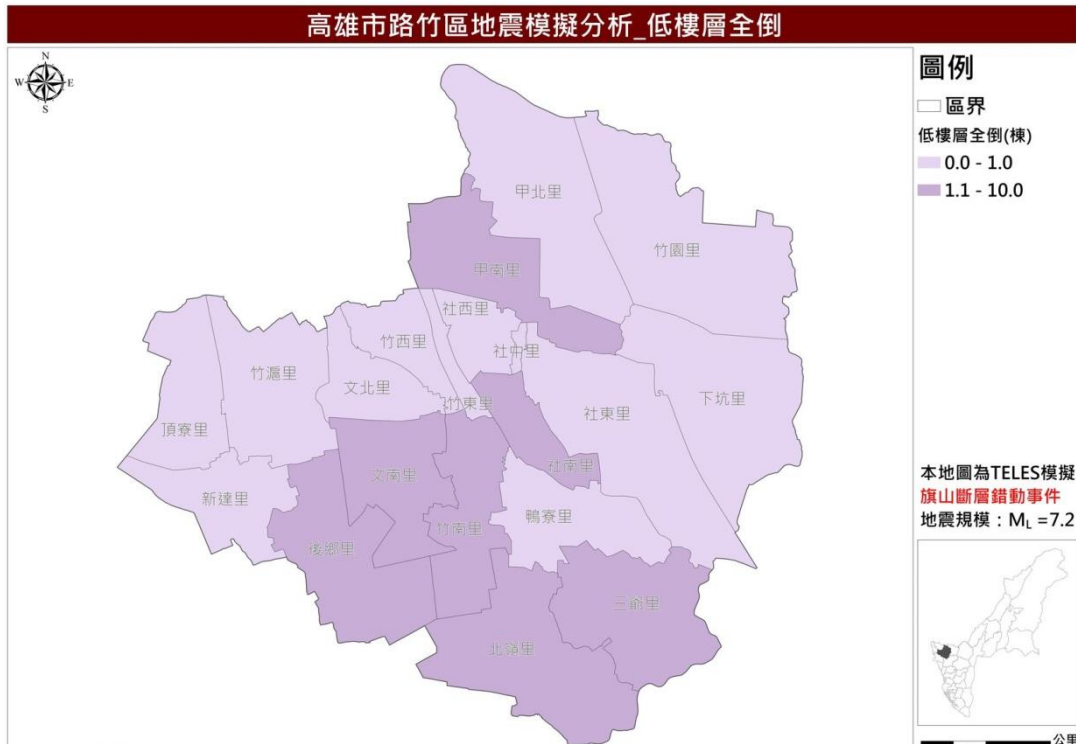 高雄市路竹區地震模擬分析_低樓層全倒
N
W E
S
圖例
區界
低樓層全倒(棟)
0.0 - 1.0
1.1 - 10.0
甲北里
竹園里
甲南里
社西里
竹西里
社中里
竹滬里
文北里
竹東里
社東里
下坑里
頂寮里
文南里
社南里
新達里
鴨寮里
竹南里
後鄉里
三爺里
北嶺里
本地圖為TELES模擬
旗山斷層錯動事件
地震規模：ML =7.2
公里